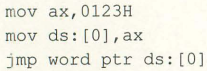 mov ax,0123H
mov ds:[0],ax
jmp word ptr ds:[0]